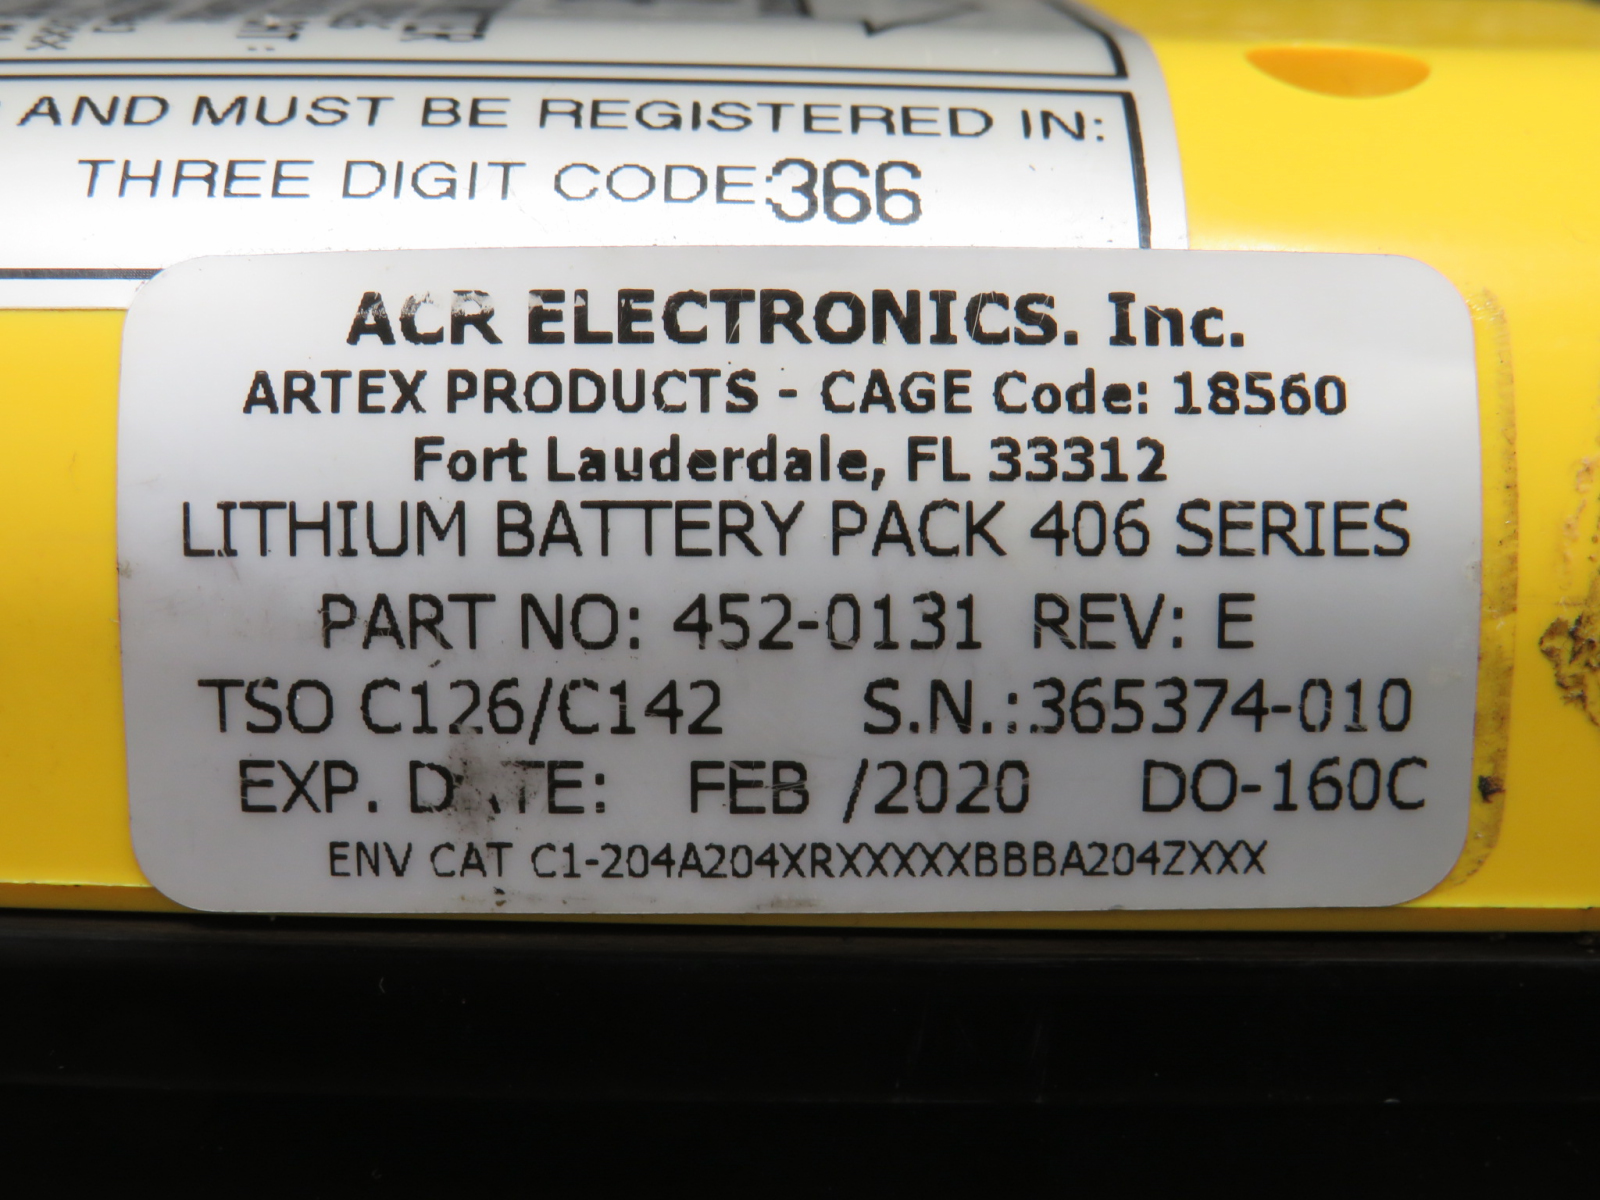 AND MUST BE REGISTERED IN:
THREE DIGIT CODE:366
ACR ELECTRONICS. Inc.
ARTEX PRODUCTS - CAGE Code: 18560
Fort Lauderdale, FL 33312
LITHIUM BATTERY PACK 406 SERIES
PART NO: 452-0131 REV: E
TSO C126/C142 S.N.:365374-010
EXP. DATE: FEB /2020 DO-160C
ENV CAT C1-204A204XRXXXXXBBBA204ZXXX